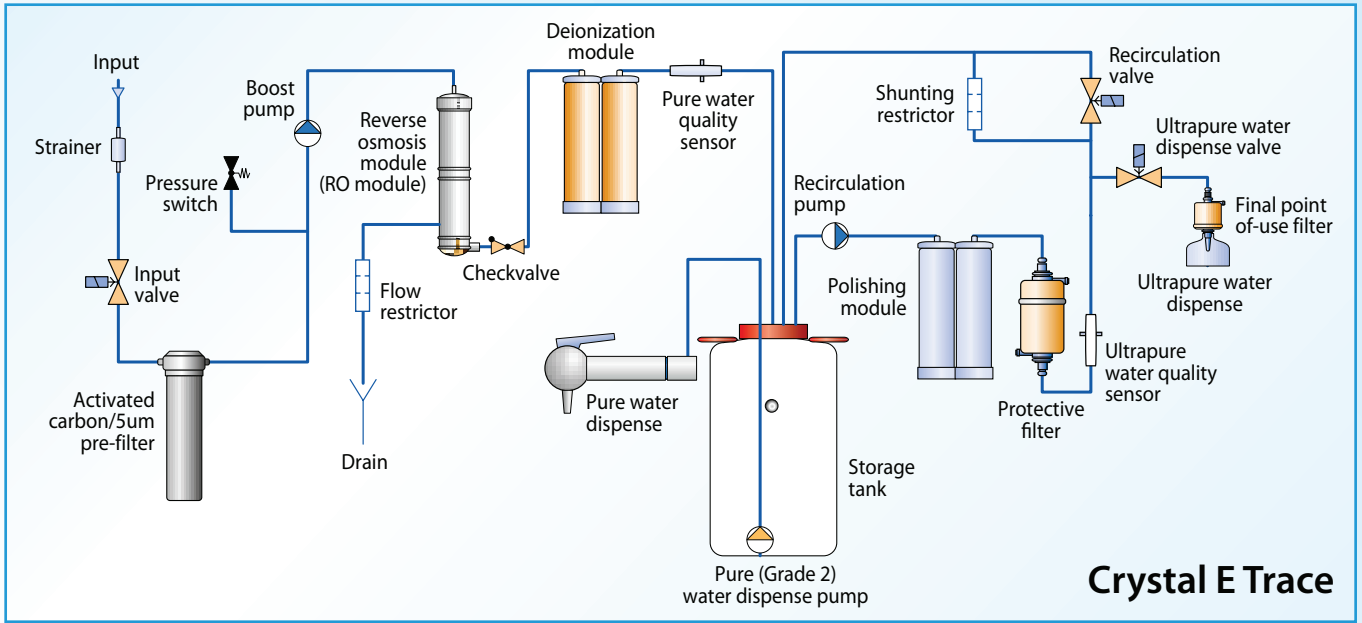 Input
Strainer
Pressure
switch
Input
valve
Activated
carbon/5um
pre-filter
Boost
pump
Reverse
osmosis
module
(RO module)
Flow
restrictor
Drain
Checkvalve
Deionization
module
Pure water
quality
sensor
Pure water
dispense
Storage
tank
Pure (Grade 2)
water dispense pump
Recirculation
pump
Polishing
module
Protective
filter
Ultrapure
water quality
sensor
Shunting
restrictor
Recirculation
valve
Ultrapure water
dispense valve
Final point
of-use filter
Ultrapure water
dispense
Crystal E Trace